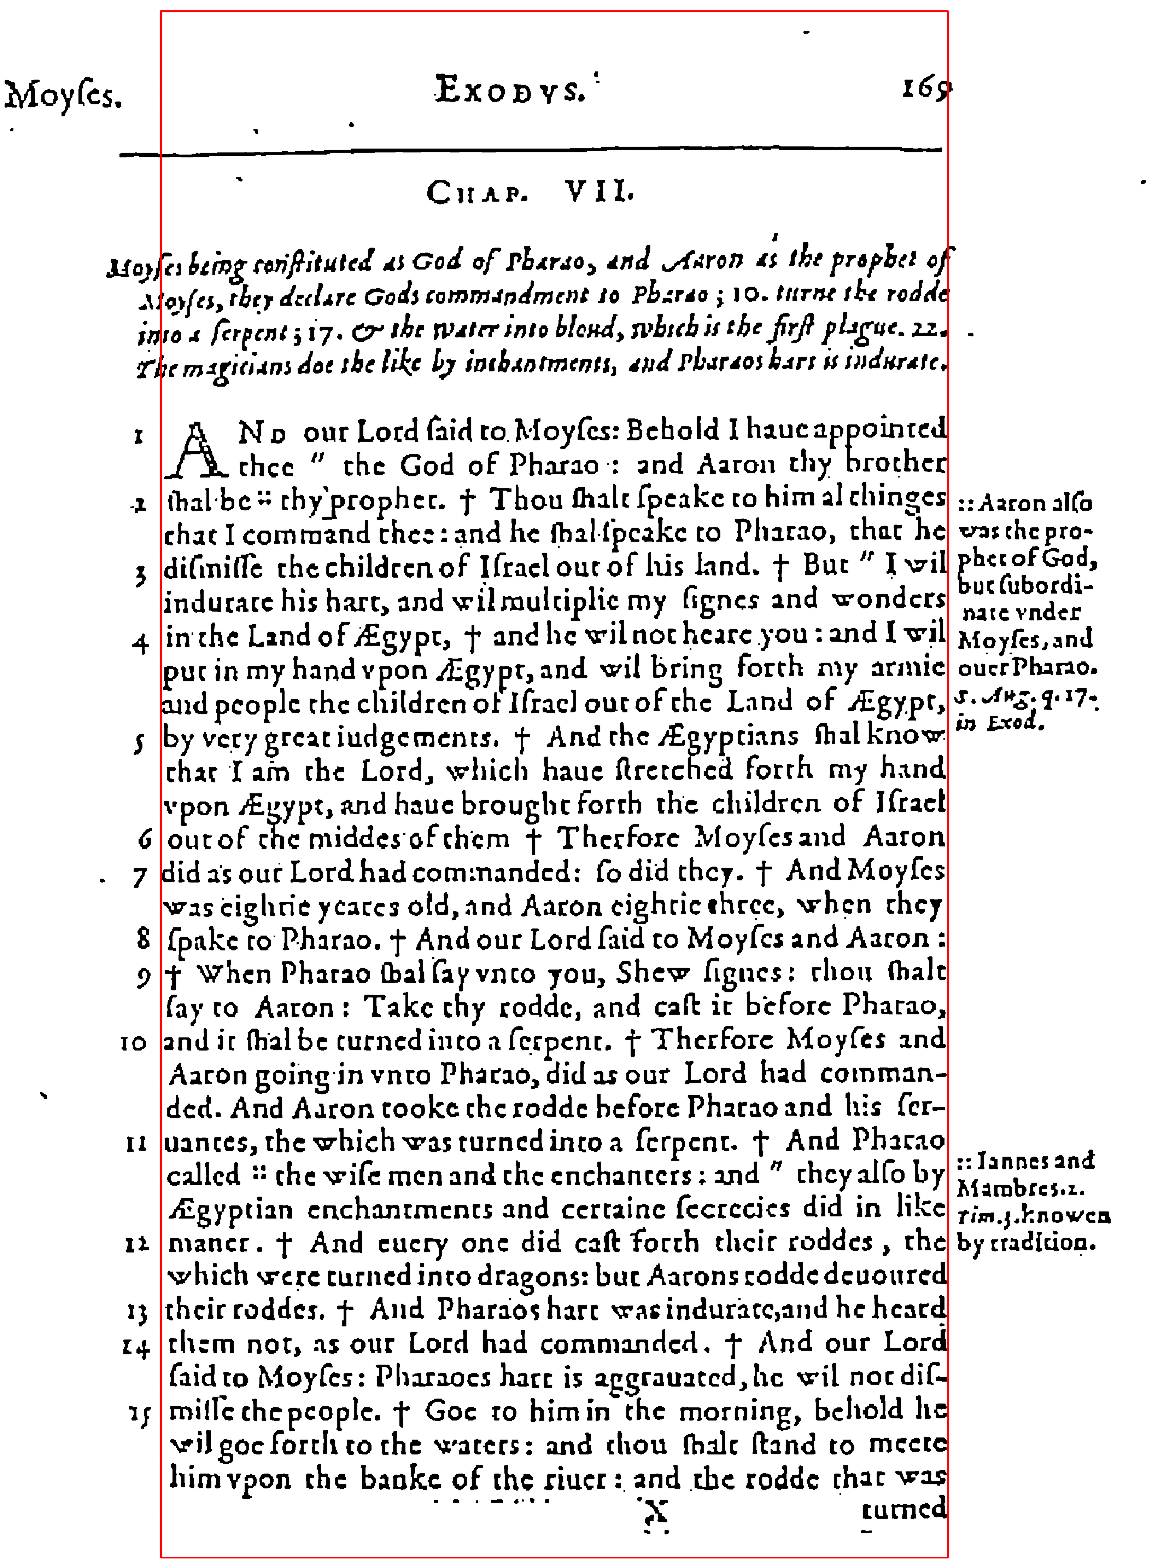 Moyſes. EXODVS. 169
CHAP. VII.
Moyſes being conſtituted as God of Pharao, and Aaron as the prophet of
Moyſes, they declare Gods commandment to Pharao; 10. turne the rodde
into a ſerpent; 17. & the water into bloud, which is the firſt plague. 22.
The magicians doe the like by inchantments, and Pharaos hart is indurate.
1 AND our Lord ſaid to Moyſes: Behold I haue appointed
thee " the God of Pharao: and Aaron thy brother
2 ſhal be :: thy prophet. † Thou ſhalt ſpeake to him al thinges
that I command thee: and he ſhal ſpeake to Pharao, that he
3 diſmiſſe the children of Iſrael out of his land. † But " I wil
indurate his hart, and wil multiplie my ſignes and wonders
4 in the Land of Ægypt, † and he wil not heare you: and I wil
put in my hand vpon Ægypt, and wil bring forth my armie
and people the children of Iſrael out of the Land of Ægypt,
5 by very great iudgements. † And the Ægyptians ſhal know
that I am the Lord, which haue ſtretched forth my hand
vpon Ægypt, and haue brought forth the children of Iſrael
6 out of the middes of them † Therfore Moyſes and Aaron
7 did as our Lord had commanded: ſo did they. † And Moyſes
was eightie yeares old, and Aaron eightie three, when they
8 ſpake to Pharao. † And our Lord ſaid to Moyſes and Aaron:
9 † When Pharao ſhal ſay vnto you, Shew ſignes: thou ſhalt
ſay to Aaron: Take thy rodde, and caſt it before Pharao,
10 and it ſhal be turned into a ſerpent. † Therfore Moyſes and
Aaron going in vnto Pharao, did as our Lord had comman-
ded. And Aaron tooke the rodde before Pharao and his ſer-
11 uantes, the which was turned into a ſerpent. † And Pharao
called :: the wiſe men and the enchanters: and " they alſo by
Ægyptian enchantments and certaine ſecrecies did in like
12 maner. † And euery one did caſt forth their roddes, the
which were turned into dragons: but Aarons rodde deuoured
13 their roddes. † And Pharaos hart was indurate, and he heard
14 them not, as our Lord had commanded. † And our Lord
ſaid to Moyſes: Pharaoes hart is aggrauated, he wil not diſ-
15 miſſe the people. † Goe to him in the morning, behold he
wil goe forth to the waters: and thou ſhalt ſtand to meete
him vpon the banke of the riuer: and the rodde that was
X turned
:: Aaron alſo
was the pro-
phet of God,
but ſubordi-
nate vnder
Moyſes, and
ouer Pharao.
S. Aug. q. 17.
in Exod.
:: Iannes and
Mambres. 2.
Tim. 3. knowen
by tradition.